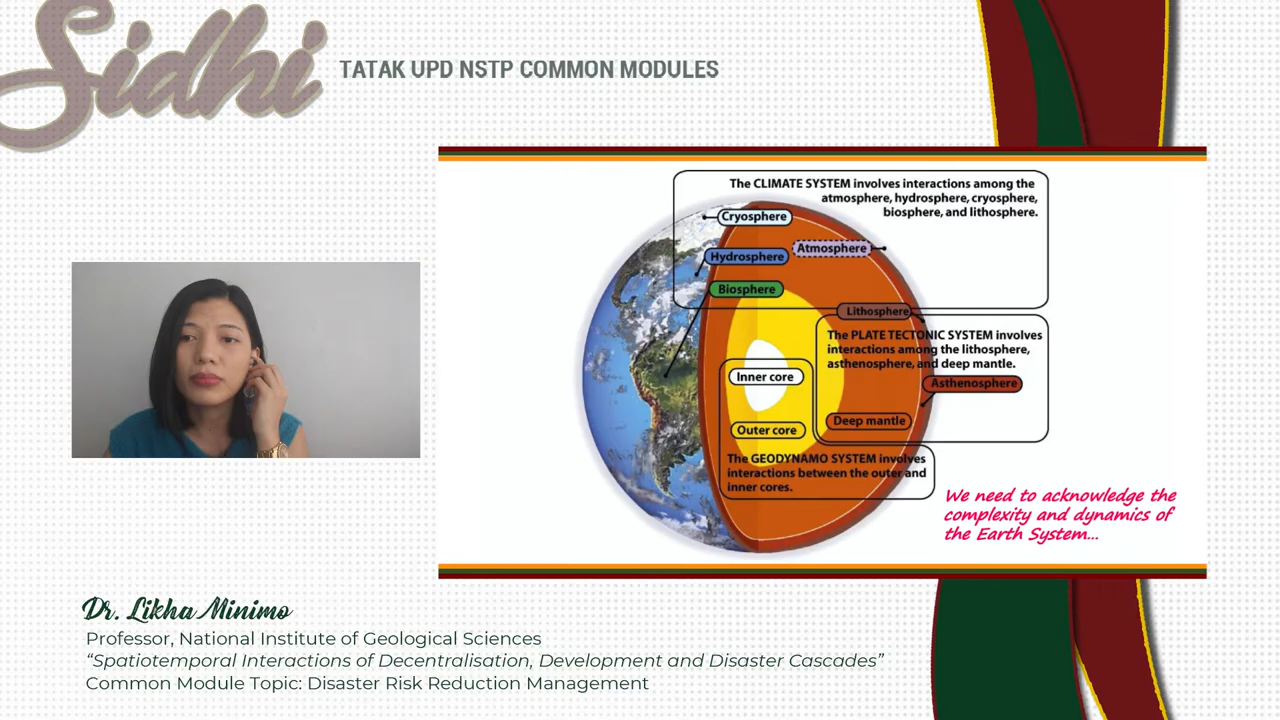 Sidhi
TATAK UPD NSTP COMMON MODULES
The CLIMATE SYSTEM involves interactions among the
atmosphere, hydrosphere, cryosphere,
biosphere, and lithosphere.
Cryosphere
Atmosphere
Hydrosphere
Biosphere
Lithosphere
The PLATE TECTONIC SYSTEM involves
interactions among the lithosphere,
asthenosphere, and deep mantle.
Inner core
Asthenosphere
Deep mantle
Outer core
The GEODYNAMO SYSTEM involves
interactions between the outer and
inner cores.
We need to acknowledge the
complexity and dynamics of
the Earth System...
Dr. Likha Minimo
Professor, National Institute of Geological Sciences
“Spatiotemporal Interactions of Decentralisation, Development and Disaster Cascades”
Common Module Topic: Disaster Risk Reduction Management